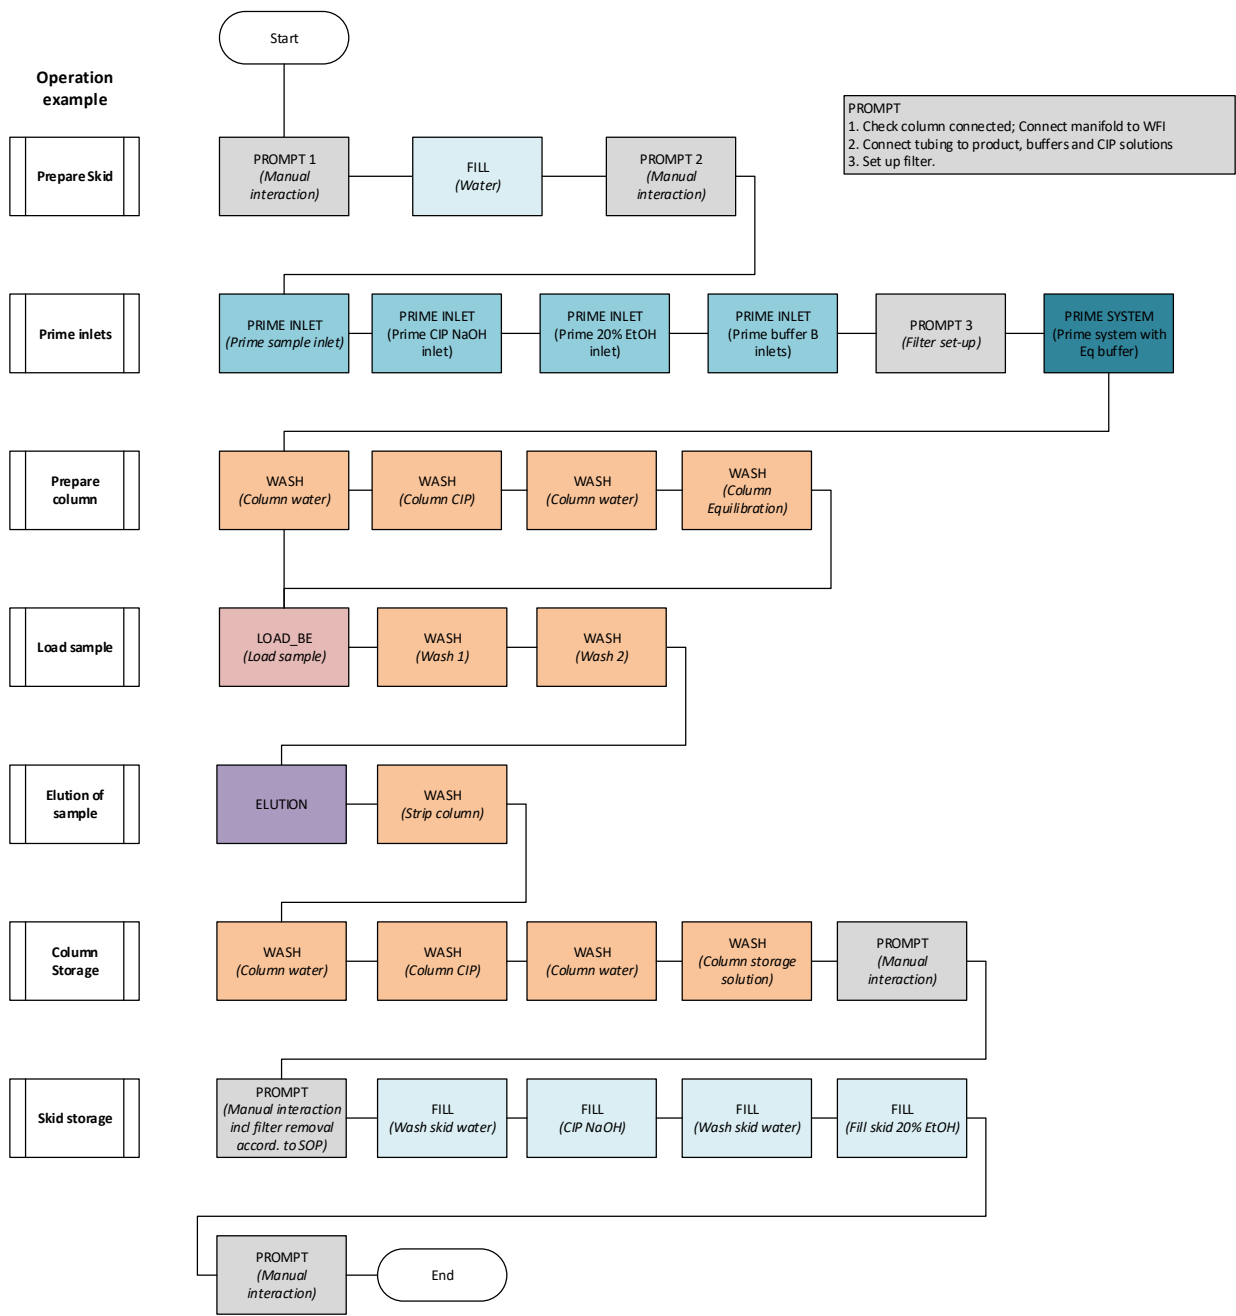 Start
Operation
example
PROMPT
1. Check column connected; Connect manifold to WFI
2. Connect tubing to product, buffers and CIP solutions
3. Set up filter.
Prepare Skid
PROMPT 1
(Manual
interaction)
FILL
(Water)
PROMPT 2
(Manual
interaction)
Prime inlets
PRIME INLET
(Prime sample inlet)
PRIME INLET
(Prime CIP NaOH
inlet)
PRIME INLET
(Prime 20% EtOH
inlet)
PRIME INLET
(Prime buffer B
inlets)
PROMPT 3
(Filter set-up)
PRIME SYSTEM
(Prime system with
Eq buffer)
Prepare
column
WASH
(Column water)
WASH
(Column CIP)
WASH
(Column water)
WASH
(Column
Equilibration)
Load sample
LOAD_BE
(Load sample)
WASH
(Wash 1)
WASH
(Wash 2)
Elution of
sample
ELUTION
WASH
(Strip column)
Column
Storage
WASH
(Column water)
WASH
(Column CIP)
WASH
(Column water)
WASH
(Column storage
solution)
PROMPT
(Manual
interaction)
Skid storage
PROMPT
(Manual interaction
incl filter removal
accord. to SOP)
FILL
(Wash skid water)
FILL
(CIP NaOH)
FILL
(Wash skid water)
FILL
(Fill skid 20% EtOH)
PROMPT
(Manual
interaction)
End